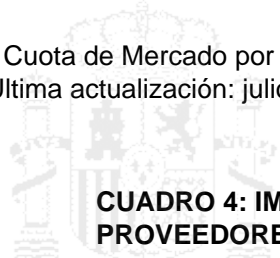 Cuota de Mercado por
Última actualización: julio
CUADRO 4: IM
PROVEEDORE